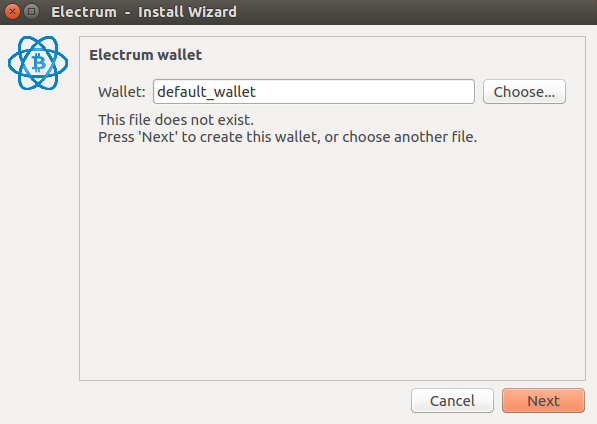 Electrum - Install Wizard
Electrum wallet
Wallet: default_wallet Choose...
This file does not exist.
Press 'Next' to create this wallet, or choose another file.
Cancel Next